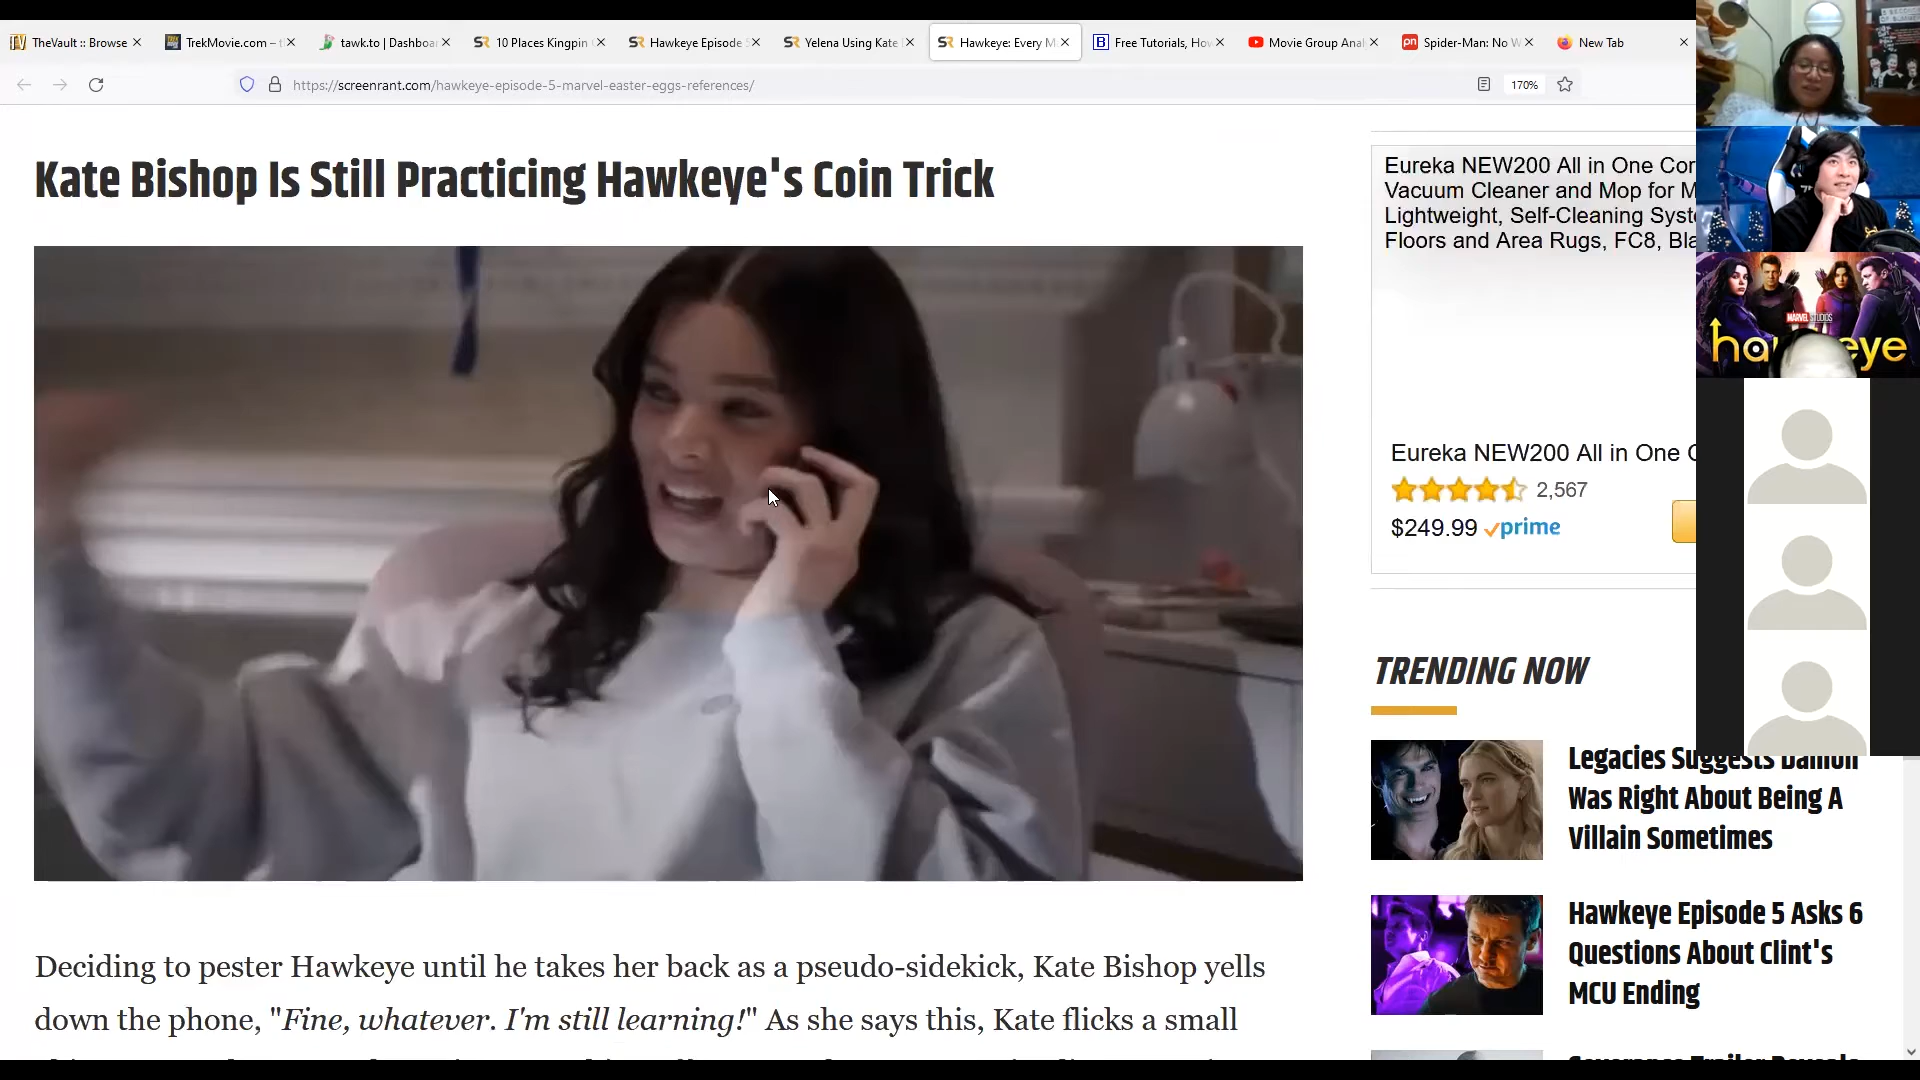 TheVault :: Browse
TrekMovie.com –
tawk.to | Dashboa
10 Places Kingpin
Hawkeye Episode
Yelena Using Kate
Hawkeye: Every M
Free Tutorials, Ho
Movie Group Ana
Spider-Man: No W
New Tab
https://screenrant.com/hawkeye-episode-5-marvel-easter-eggs-references/
170%
Kate Bishop Is Still Practicing Hawkeye's Coin Trick
Deciding to pester Hawkeye until he takes her back as a pseudo-sidekick, Kate Bishop yells
down the phone, "Fine, whatever. I'm still learning!" As she says this, Kate flicks a small
Eureka NEW200 All in One Cor
Vacuum Cleaner and Mop for M
Lightweight, Self-Cleaning Syst
Floors and Area Rugs, FC8, Bla
Eureka NEW200 All in One
2,567
$249.99 prime
TRENDING NOW
Legacies Suggests Damon
Was Right About Being A
Villain Sometimes
Hawkeye Episode 5 Asks 6
Questions About Clint's
MCU Ending
MARVEL STUDIOS
ha eye